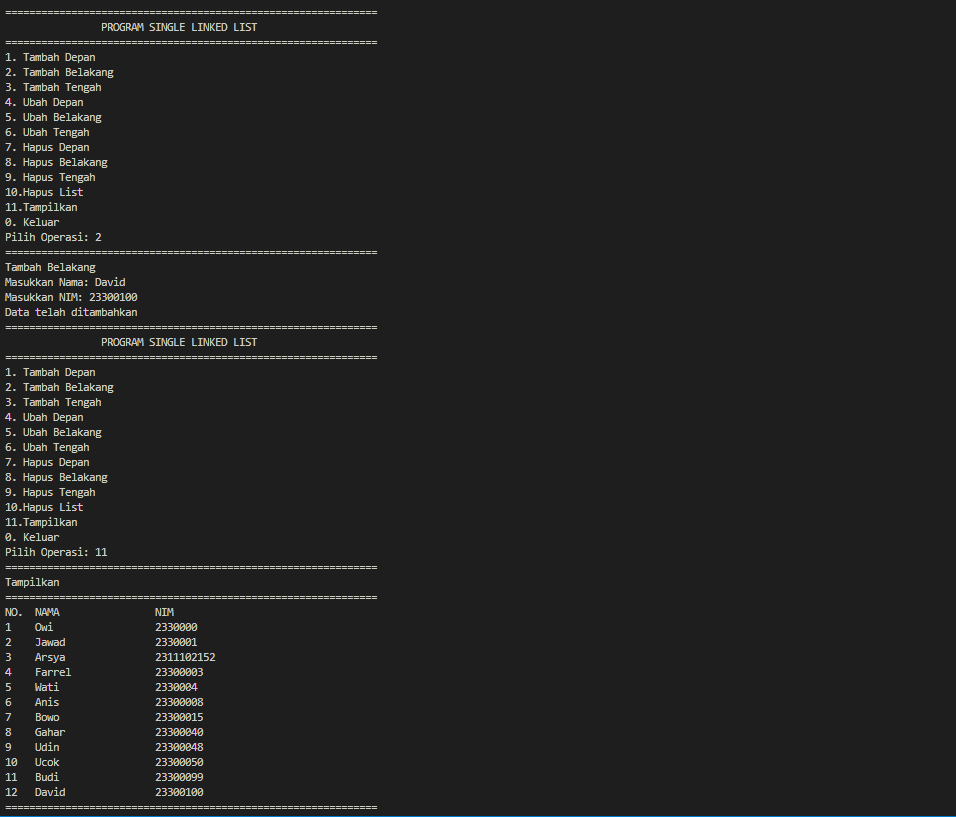 ==============================================================
PROGRAM SINGLE LINKED LIST
==============================================================
1. Tambah Depan
2. Tambah Belakang
3. Tambah Tengah
4. Ubah Depan
5. Ubah Belakang
6. Ubah Tengah
7. Hapus Depan
8. Hapus Belakang
9. Hapus Tengah
10.Hapus List
11.Tampilkan
0. Keluar
Pilih Operasi: 2
==============================================================
Tambah Belakang
Masukkan Nama: David
Masukkan NIM: 23300100
Data telah ditambahkan
==============================================================
PROGRAM SINGLE LINKED LIST
==============================================================
1. Tambah Depan
2. Tambah Belakang
3. Tambah Tengah
4. Ubah Depan
5. Ubah Belakang
6. Ubah Tengah
7. Hapus Depan
8. Hapus Belakang
9. Hapus Tengah
10.Hapus List
11.Tampilkan
0. Keluar
Pilih Operasi: 11
==============================================================
Tampilkan
==============================================================
NO. NAMA NIM
1 Owi 2330000
2 Jawad 2330001
3 Arsya 2311102152
4 Farrel 23300003
5 Wati 2330004
6 Anis 23300008
7 Bowo 23300015
8 Gahar 23300040
9 Udin 23300048
10 Ucok 23300050
11 Budi 23300099
12 David 23300100
==============================================================